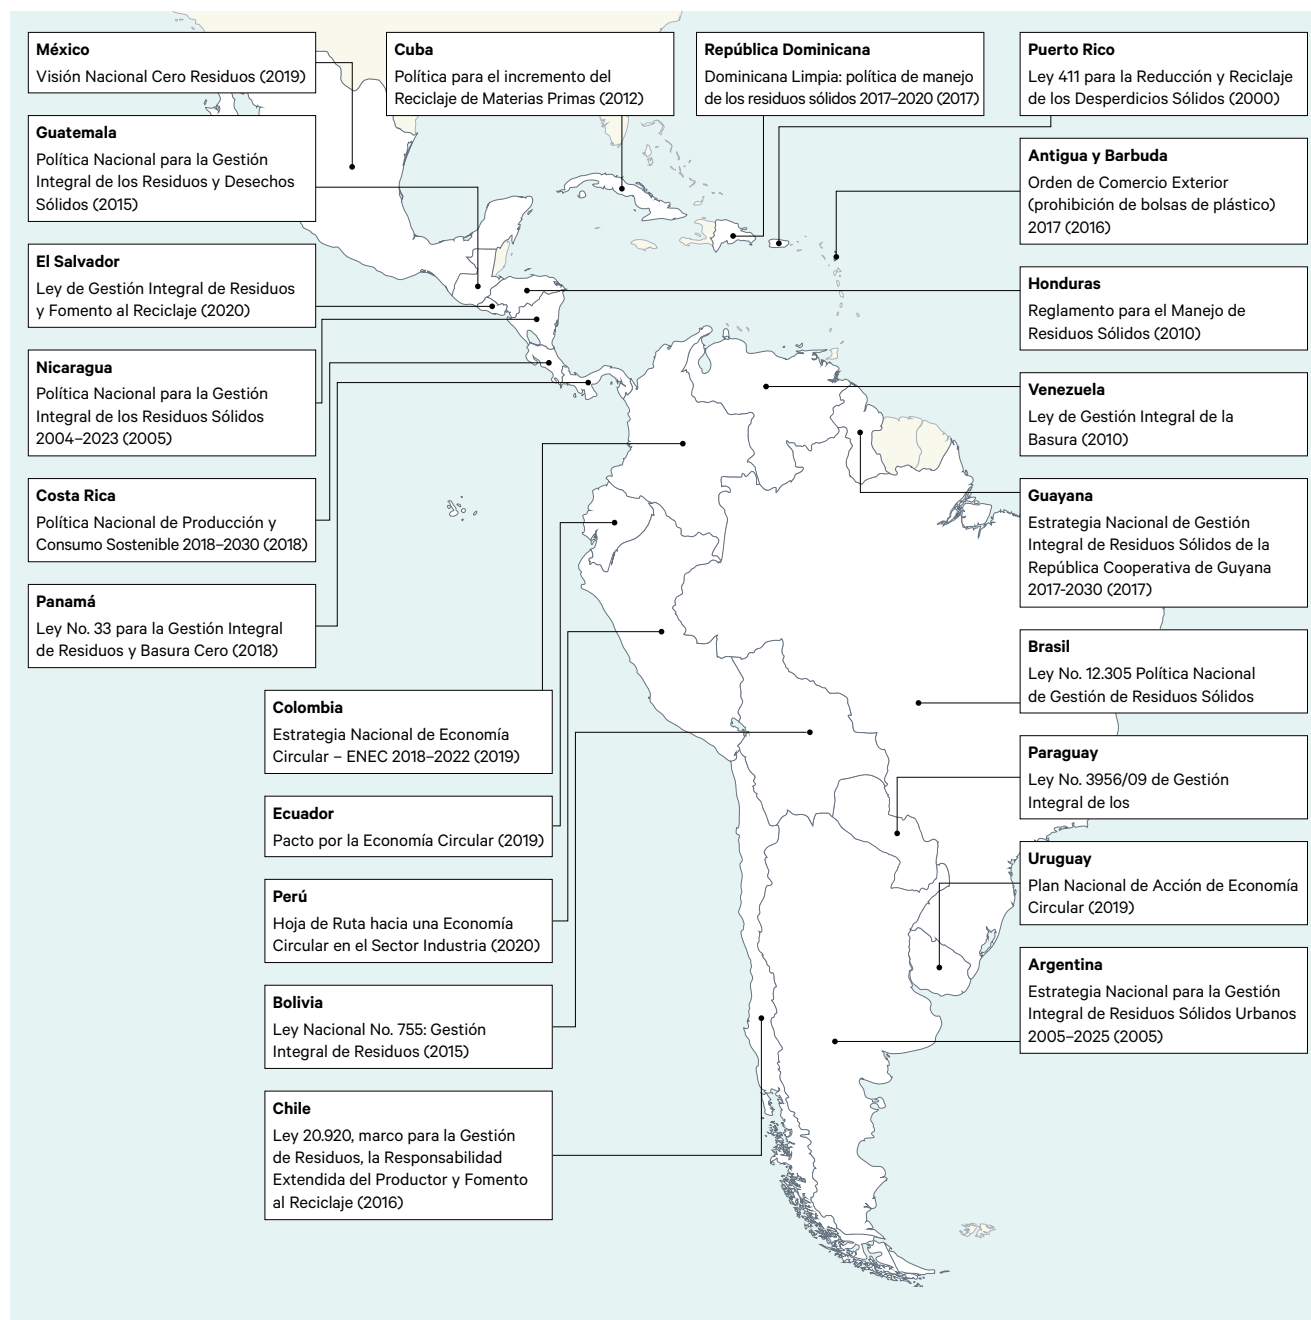 México
Visión Nacional Cero Residuos (2019)
Cuba
Política para el incremento del
Reciclaje de Materias Primas (2012)
República Dominicana
Dominicana Limpia: política de manejo
de los residuos sólidos 2017–2020 (2017)
Puerto Rico
Ley 411 para la Reducción y Reciclaje
de los Desperdicios Sólidos (2000)
Guatemala
Política Nacional para la Gestión
Integral de los Residuos y Desechos
Sólidos (2015)
Antigua y Barbuda
Orden de Comercio Exterior
(prohibición de bolsas de plástico)
2017 (2016)
El Salvador
Ley de Gestión Integral de Residuos
y Fomento al Reciclaje (2020)
Honduras
Reglamento para el Manejo de
Residuos Sólidos (2010)
Nicaragua
Política Nacional para la Gestión
Integral de los Residuos Sólidos
2004–2023 (2005)
Venezuela
Ley de Gestión Integral de la
Basura (2010)
Costa Rica
Política Nacional de Producción y
Consumo Sostenible 2018–2030 (2018)
Guayana
Estrategia Nacional de Gestión
Integral de Residuos Sólidos de la
República Cooperativa de Guyana
2017-2030 (2017)
Panamá
Ley No. 33 para la Gestión Integral
de Residuos y Basura Cero (2018)
Brasil
Ley No. 12.305 Política Nacional
de Gestión de Residuos Sólidos
Colombia
Estrategia Nacional de Economía
Circular – ENEC 2018–2022 (2019)
Paraguay
Ley No. 3956/09 de Gestión
Integral de los
Ecuador
Pacto por la Economía Circular (2019)
Uruguay
Plan Nacional de Acción de Economía
Circular (2019)
Perú
Hoja de Ruta hacia una Economía
Circular en el Sector Industria (2020)
Argentina
Estrategia Nacional para la Gestión
Integral de Residuos Sólidos Urbanos
2005–2025 (2005)
Bolivia
Ley Nacional No. 755: Gestión
Integral de Residuos (2015)
Chile
Ley 20.920, marco para la Gestión
de Residuos, la Responsabilidad
Extendida del Productor y Fomento
al Reciclaje (2016)